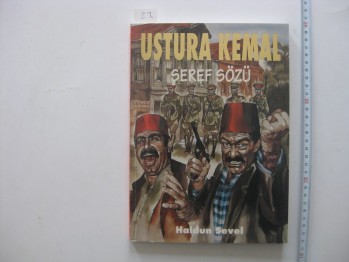 USTURA KEMAL
ŞEREF SÖZÜ
Haldun Sevel